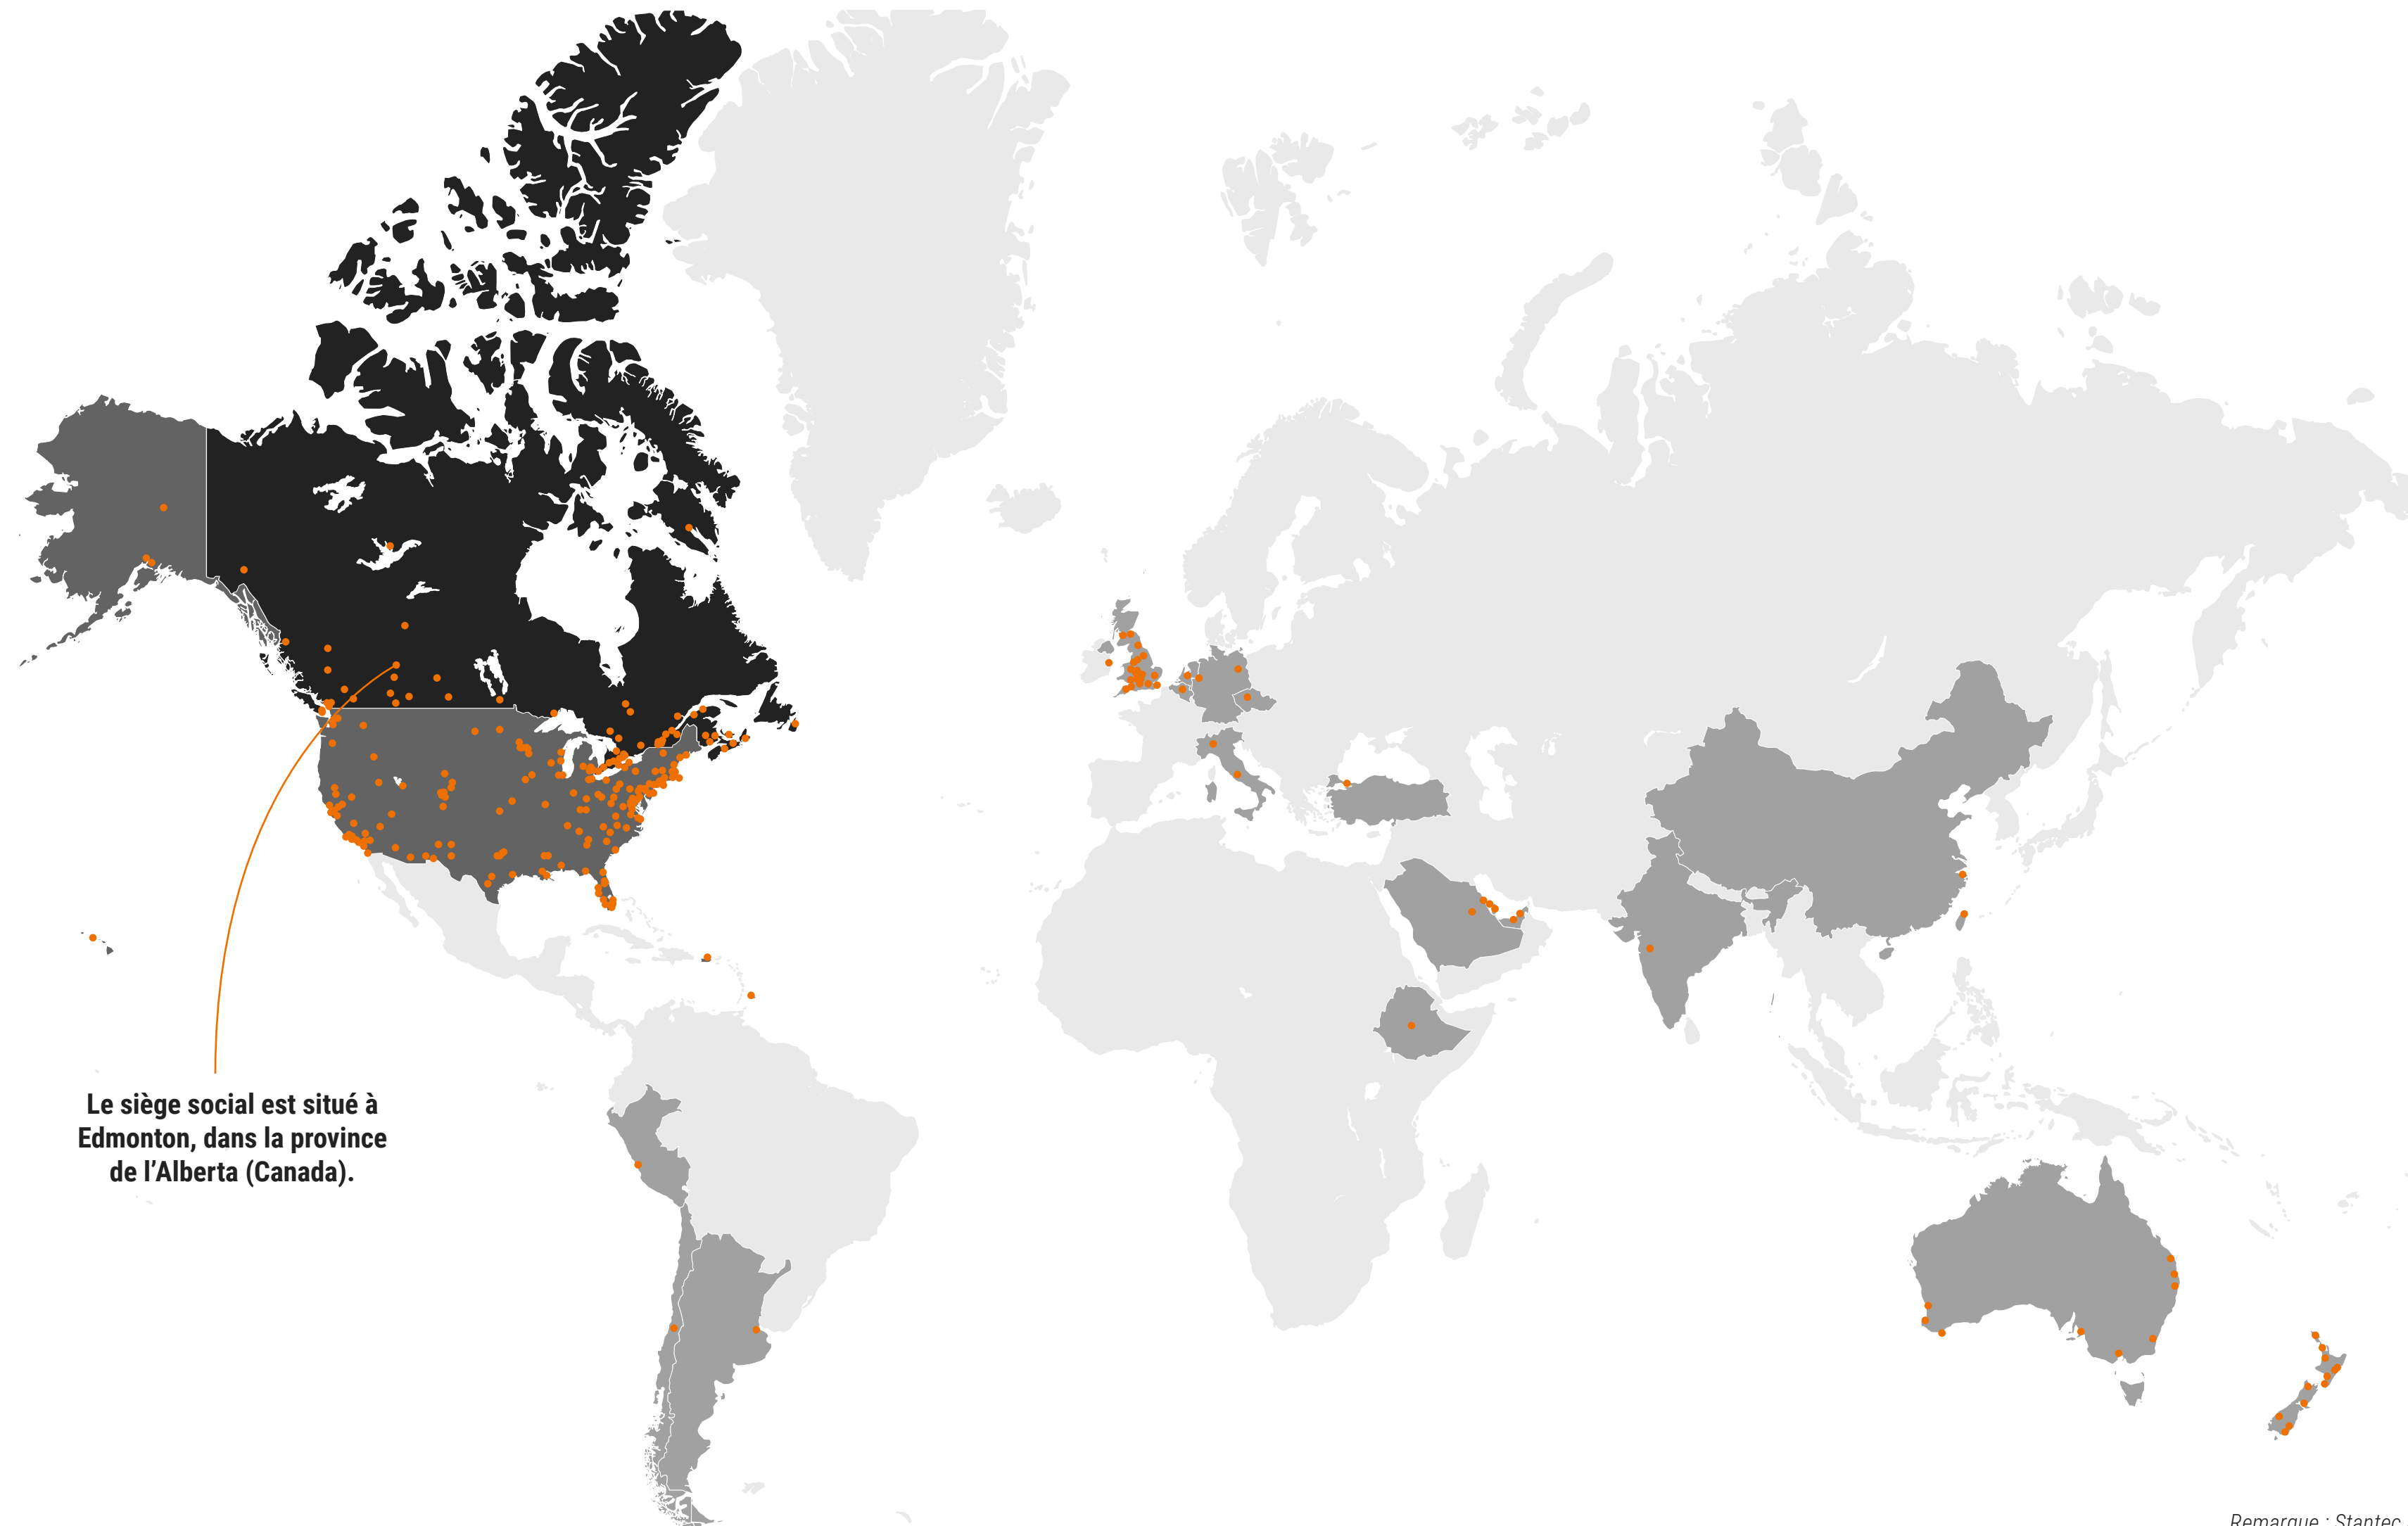 Le siège social est situé à
Edmonton, dans la province
de l’Alberta (Canada).
Remarque : Stantec